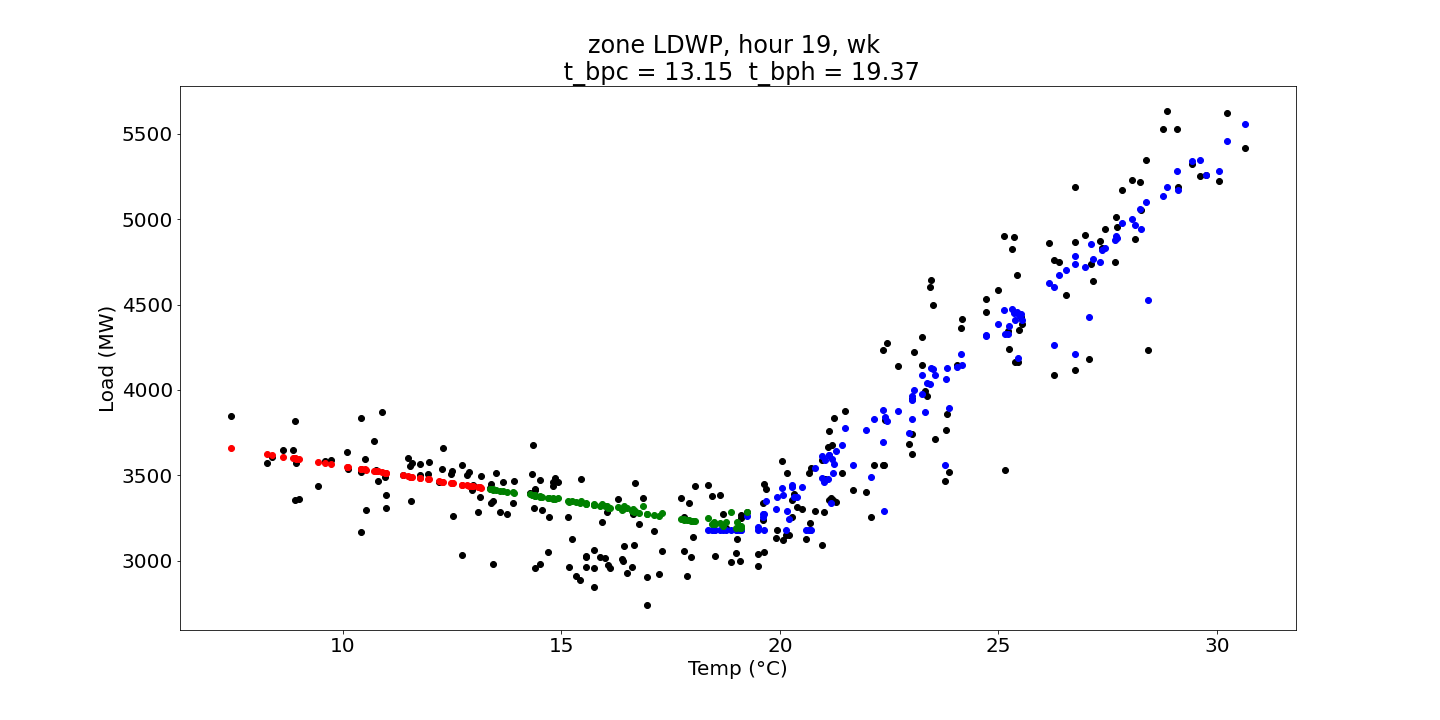 zone LDWP, hour 19, wk
t_bpc = 13.15  t_bph = 19.37
5500
5000
4500
4000
3500
3000
Load (MW)
10 15 20 25 30
Temp (°C)